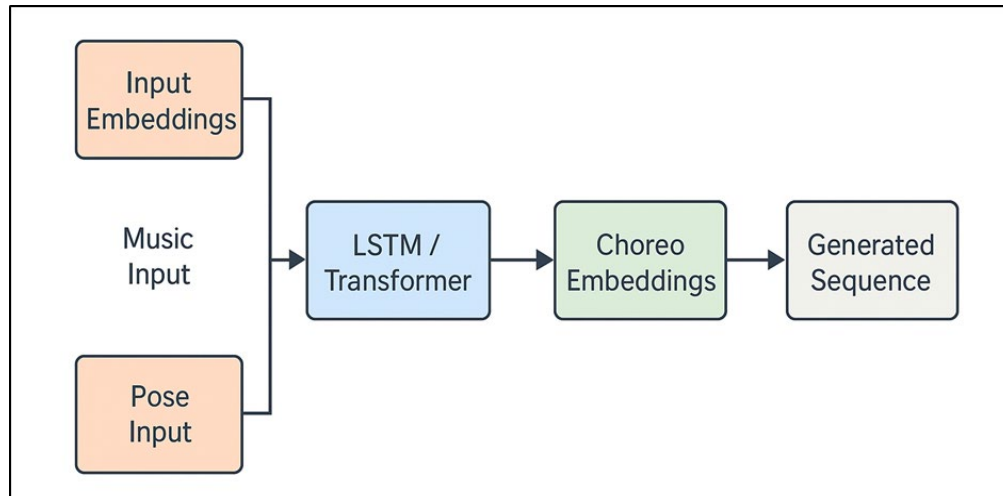 Input
Embeddings
Music
Input
Pose
Input
LSTM /
Transformer
Choreo
Embeddings
Generated
Sequence